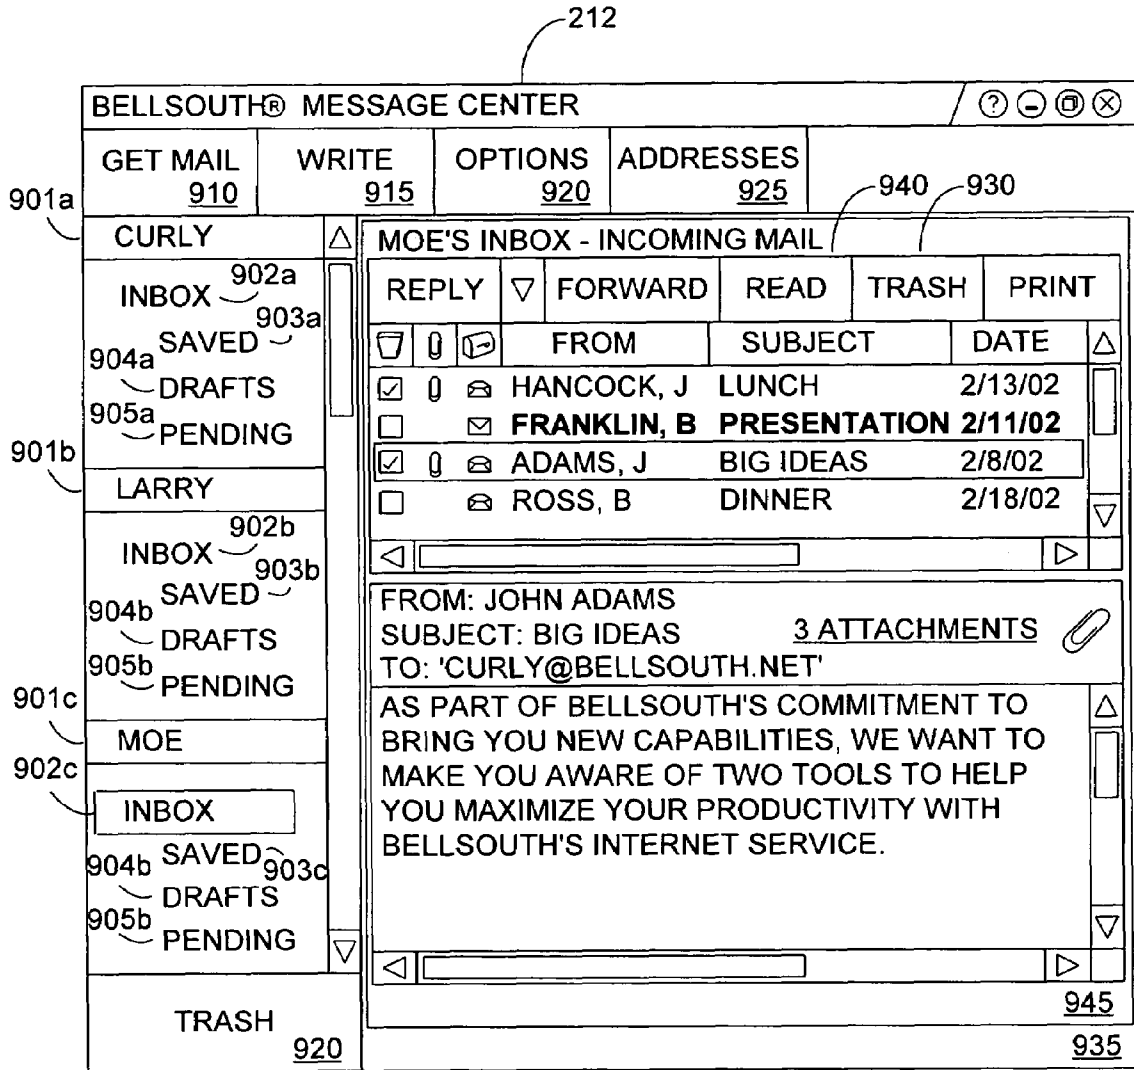 212
BELLSOUTH® MESSAGE CENTER ?
GET MAIL 910 WRITE 915 OPTIONS 920 ADDRESSES 925
940 930
901a CURLY
INBOX 902a
SAVED 903a
904a DRAFTS
905a PENDING
901b LARRY
INBOX 902b
SAVED 903b
904b DRAFTS
905b PENDING
901c MOE
902c INBOX
SAVED 903c
904b DRAFTS
905b PENDING
TRASH
920
MOE'S INBOX - INCOMING MAIL
REPLY FORWARD READ TRASH PRINT
FROM SUBJECT DATE
HANCOCK, J LUNCH 2/13/02
FRANKLIN, B PRESENTATION 2/11/02
ADAMS, J BIG IDEAS 2/8/02
ROSS, B DINNER 2/18/02
FROM: JOHN ADAMS
SUBJECT: BIG IDEAS 3 ATTACHMENTS
TO: 'CURLY@BELLSOUTH.NET'
AS PART OF BELLSOUTH'S COMMITMENT TO
BRING YOU NEW CAPABILITIES, WE WANT TO
MAKE YOU AWARE OF TWO TOOLS TO HELP
YOU MAXIMIZE YOUR PRODUCTIVITY WITH
BELLSOUTH'S INTERNET SERVICE.
945
935